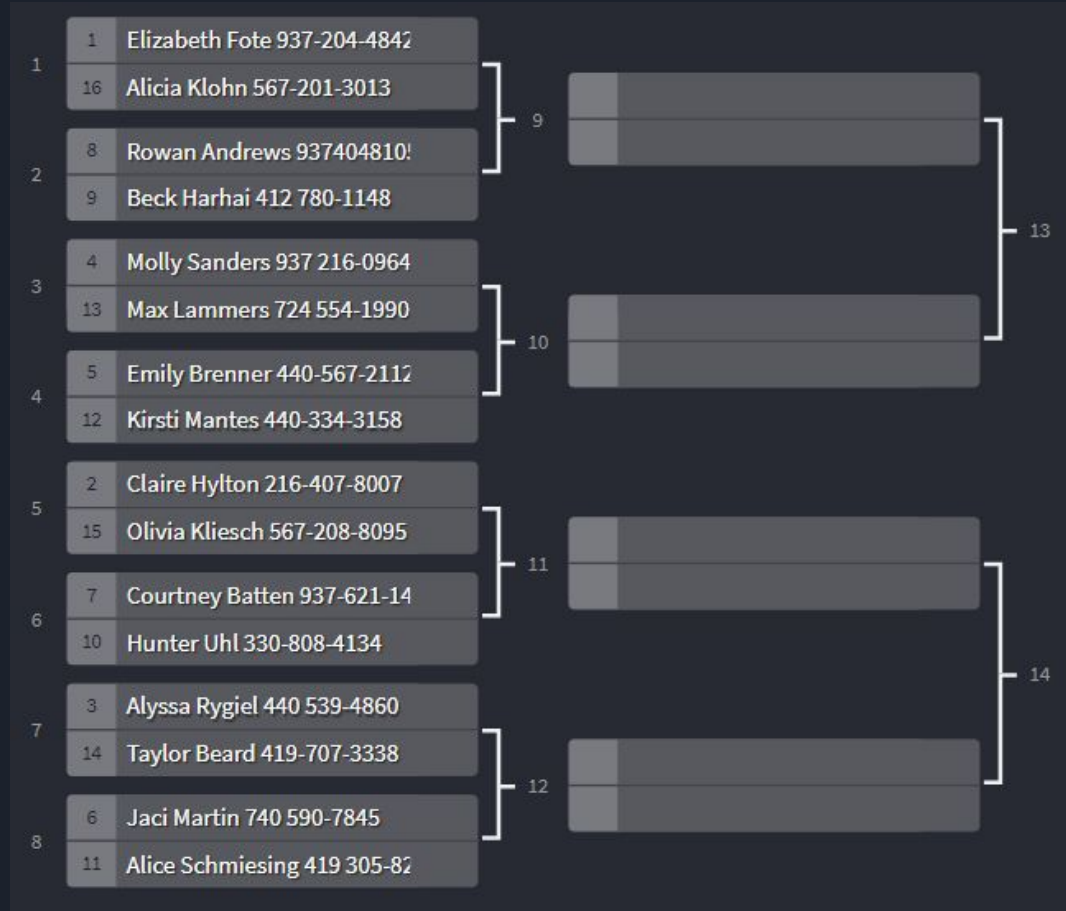 1
1 Elizabeth Fote 937-204-4842
16 Alicia Klohn 567-201-3013
2
8 Rowan Andrews 937404810
9 Beck Harhai 412 780-1148
3
4 Molly Sanders 937 216-0964
13 Max Lammers 724 554-1990
4
5 Emily Brenner 440-567-2112
12 Kirsti Mantes 440-334-3158
5
2 Claire Hylton 216-407-8007
15 Olivia Kliesch 567-208-8095
6
7 Courtney Batten 937-621-14
10 Hunter Uhl 330-808-4134
7
3 Alyssa Rygiel 440 539-4860
14 Taylor Beard 419-707-3338
8
6 Jaci Martin 740 590-7845
11 Alice Schmiesing 419 305-82
9
10
11
12
13
14